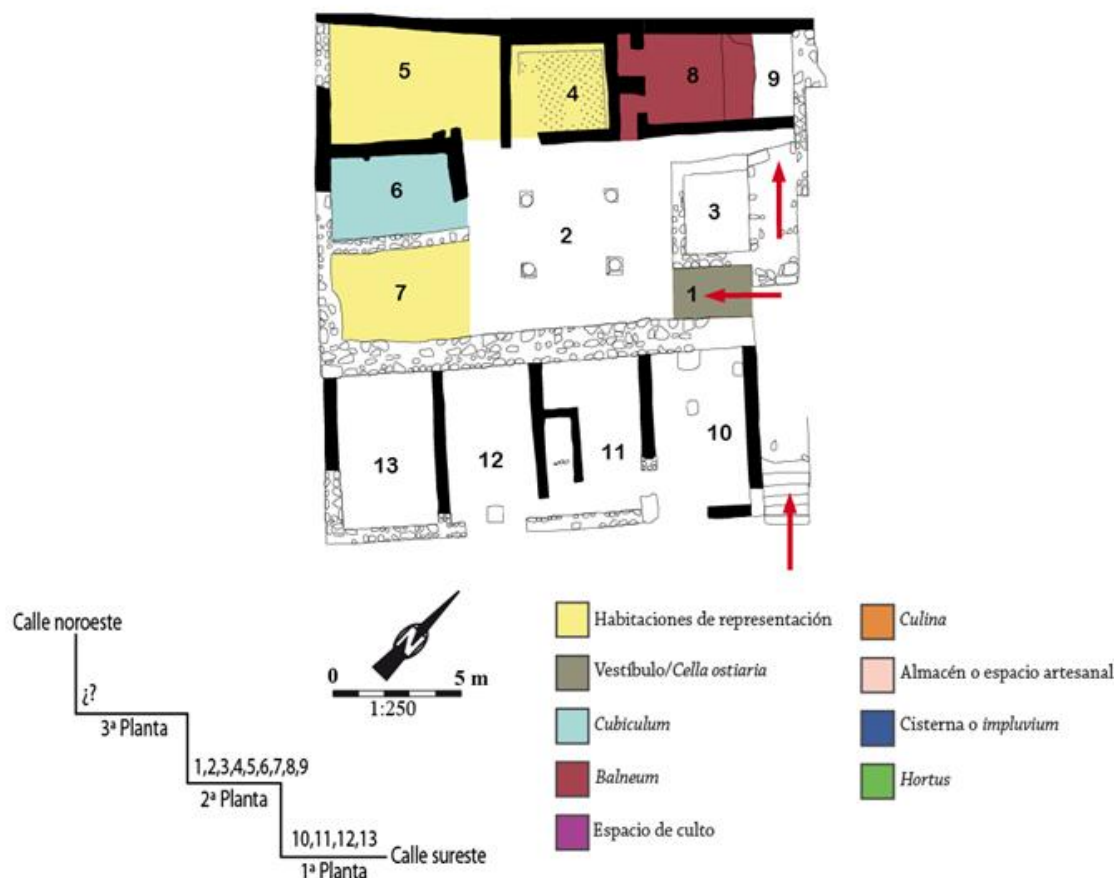 5
4
8
9
6
3
2
7
1
10
11
12
13
Calle noroeste
¿?
3ª Planta
1,2,3,4,5,6,7,8,9
2ª Planta
10,11,12,13
1ª Planta
Calle sureste
N
0 5 m
1:250
Habitaciones de representación
Vestíbulo/Cella ostiaria
Cubiculum
Balneum
Espacio de culto
Culina
Almacén o espacio artesanal
Cisterna o impluvium
Hortus